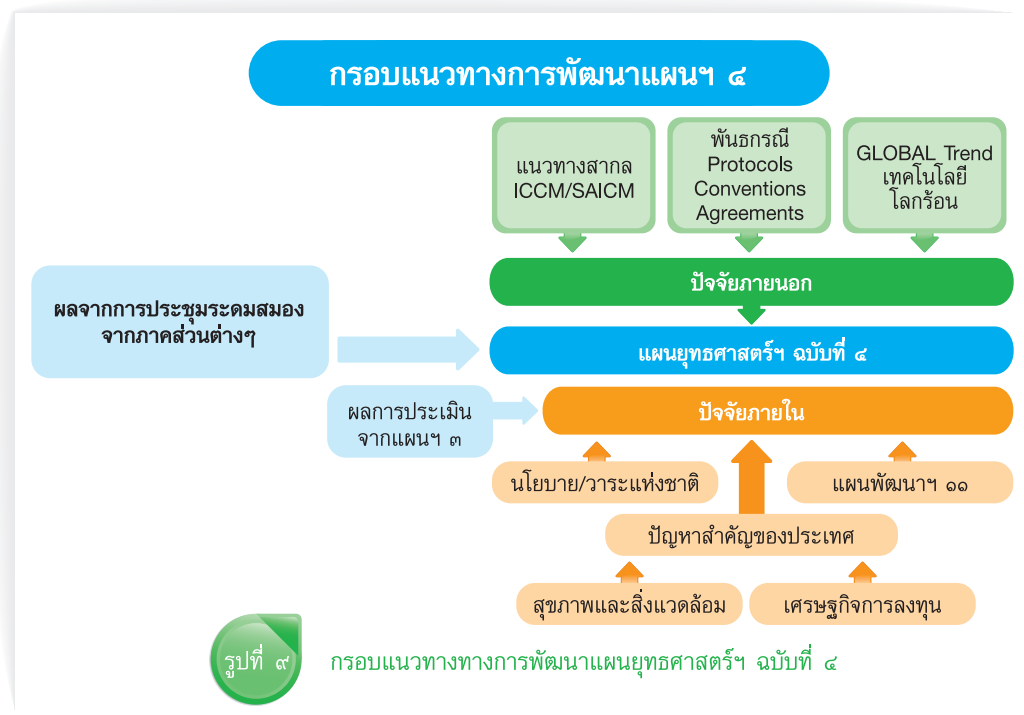 กรอบแนวทางการพัฒนาแผนฯ ๔
แนวทางสากล
ICCM/SAICM
พันธกรณี
Protocols
Conventions
Agreements
GLOBAL Trend
เทคโนโลยี
โลกร้อน
ปัจจัยภายนอก
ผลจากการประชุมระดมสมอง
จากภาคส่วนต่างๆ
แผนยุทธศาสตร์ฯ ฉบับที่ ๔
ผลการประเมิน
จากแผนฯ ๓
ปัจจัยภายใน
นโยบาย/วาระแห่งชาติ
แผนพัฒนาฯ ๑๑
ปัญหาสำคัญของประเทศ
สุขภาพและสิ่งแวดล้อม
เศรษฐกิจการลงทุน
รูปที่ ๙
กรอบแนวทางทางการพัฒนาแผนยุทธศาสตร์ฯ ฉบับที่ ๔